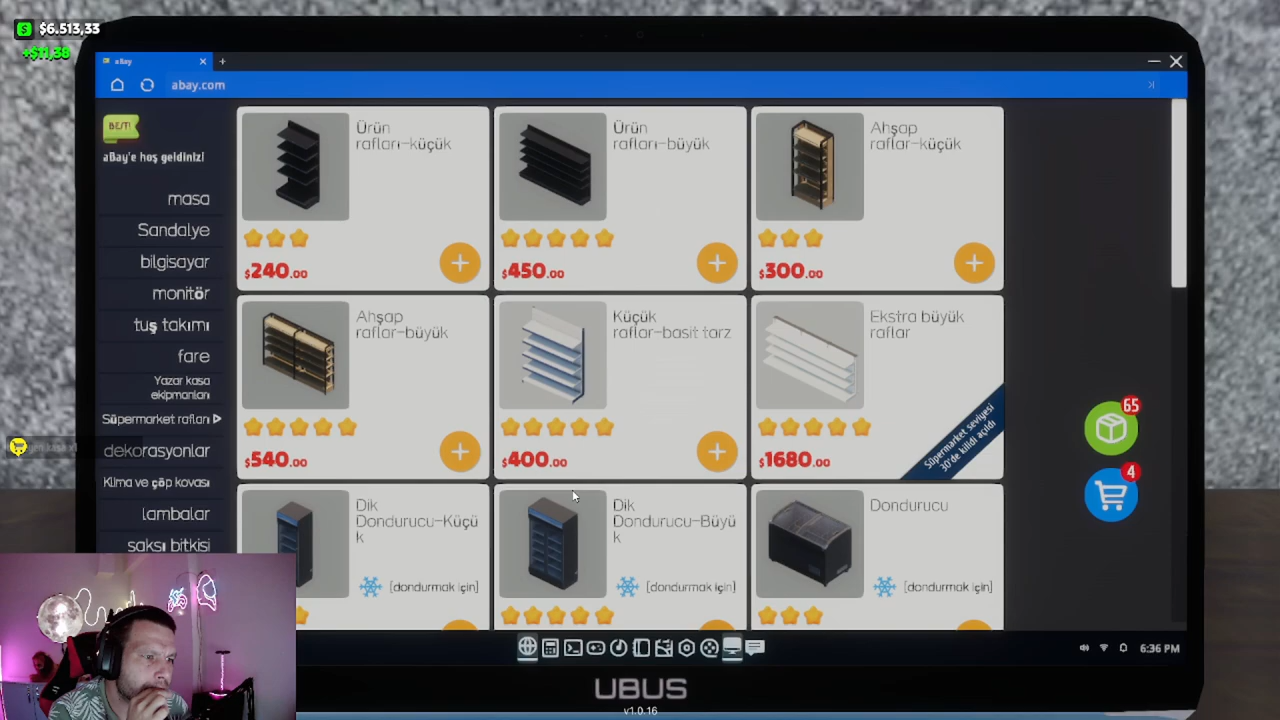 $6.513,33
+$11,38
aBay
abay.com
BEST!
aBay'e hoş geldiniz!
masa
Sandalye
bilgisayar
monitör
tuş takımı
fare
Yazar kasa
ekipmanları
Süpermarket rafları
dekorasyonlar
Klima ve çöp kovası
lambalar
saksı bitkisi
Ürün
rafları-küçük
$240.00
Ürün
rafları-büyük
$450.00
Ahşap
raflar-küçük
$300.00
Ahşap
raflar-büyük
$540.00
Küçük
raflar-basit tarz
$400.00
Ekstra büyük
raflar
$1680.00
Süpermarket seviyesi
30'de kilidi açıldı
Dik
Dondurucu-Küçü
k
[dondurmak için]
Dik
Dondurucu-Büyü
k
[dondurmak için]
Dondurucu
[dondurmak için]
65
4
6:36 PM
UBUS
v1.0.16